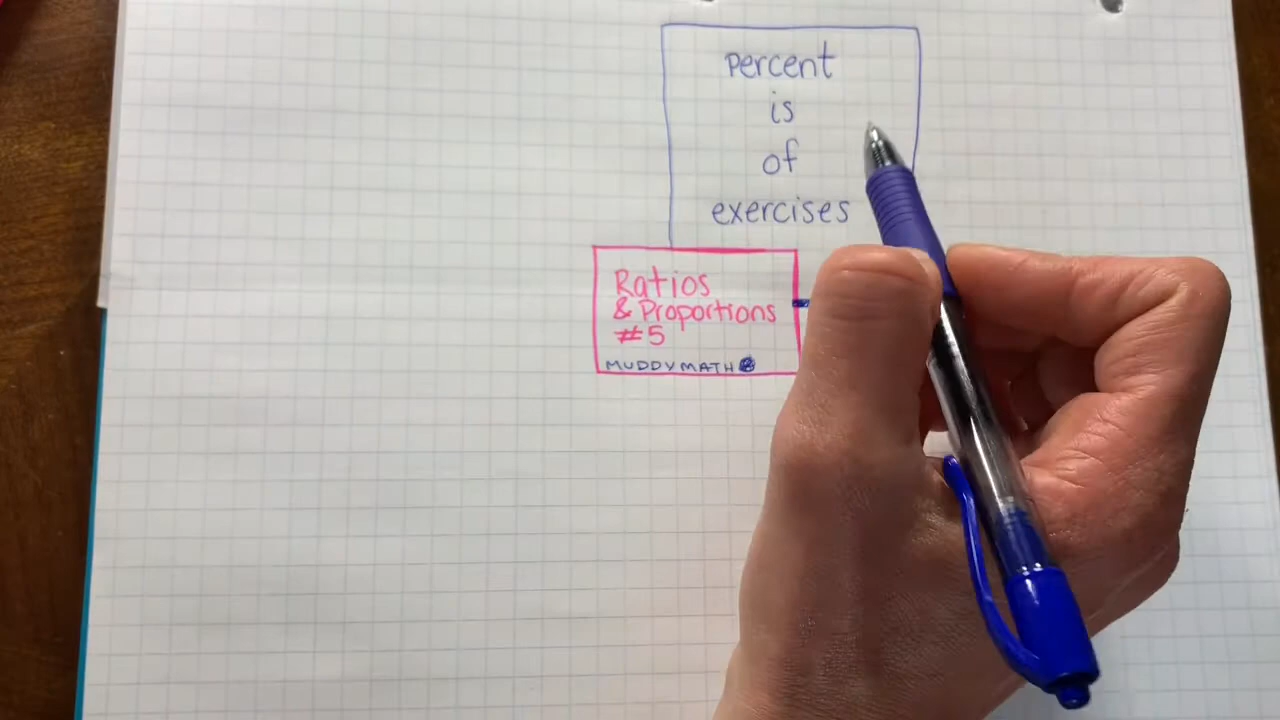 Percent
is
of
exercises
Ratios
& Proportions
#5
MUDDYMATH